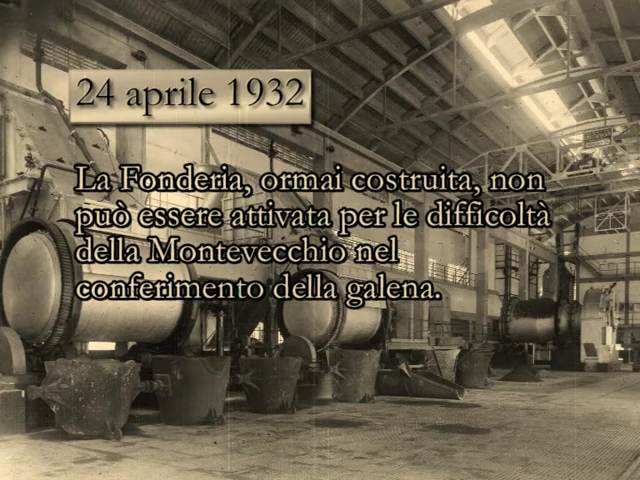 24 aprile 1932
La Fonderia, ormai costruita, non
può essere attivata per le difficoltà
della Montevecchio nel
conferimento della galena.